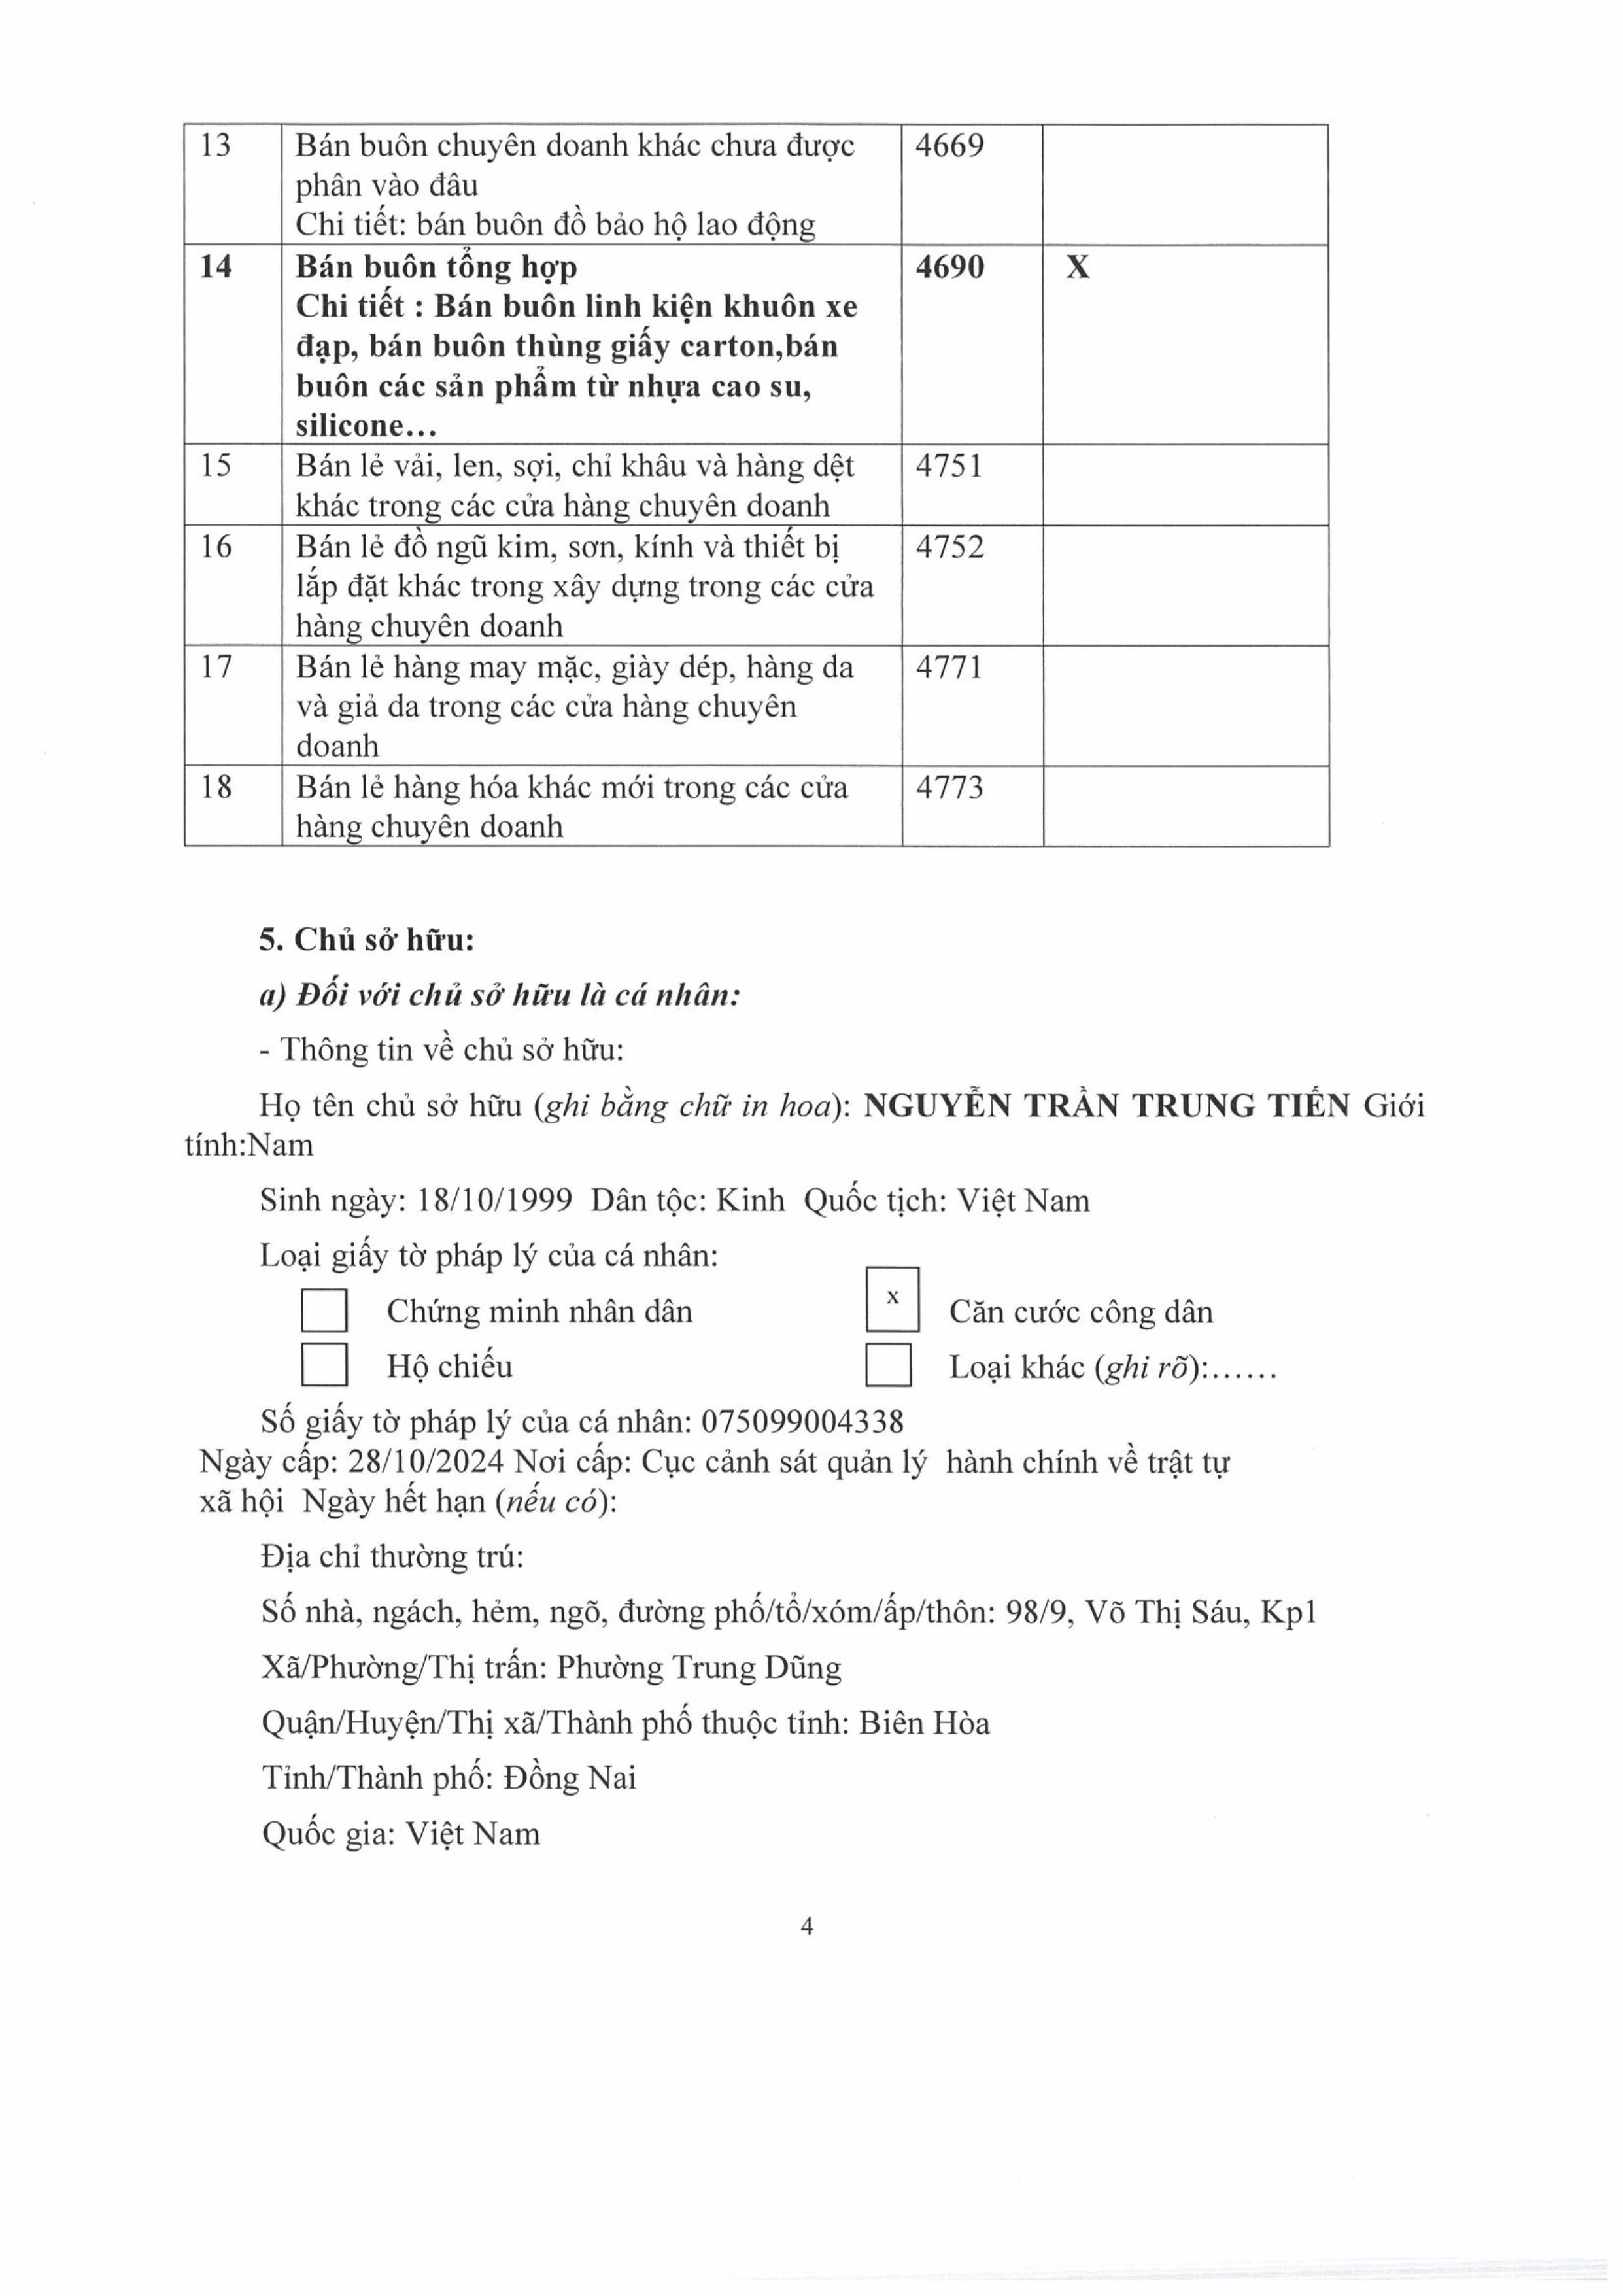 13 Bán buôn chuyên doanh khác chưa được 4669
phân vào đâu
Chi tiết: bán buôn đồ bảo hộ lao động
14 Bán buôn tổng hợp 4690 X
Chi tiết : Bán buôn linh kiện khuôn xe
đạp, bán buôn thùng giấy carton,bán
buôn các sản phẩm từ nhựa cao su,
silicone…
15 Bán lẻ vải, len, sợi, chỉ khâu và hàng dệt 4751
khác trong các cửa hàng chuyên doanh
16 Bán lẻ đồ ngũ kim, sơn, kính và thiết bị 4752
lắp đặt khác trong xây dựng trong các cửa
hàng chuyên doanh
17 Bán lẻ hàng may mặc, giày dép, hàng da 4771
và giả da trong các cửa hàng chuyên
doanh
18 Bán lẻ hàng hóa khác mới trong các cửa 4773
hàng chuyên doanh
5. Chủ sở hữu:
a) Đối với chủ sở hữu là cá nhân:
- Thông tin về chủ sở hữu:
Họ tên chủ sở hữu (ghi bằng chữ in hoa): NGUYỄN TRẦN TRUNG TIẾN Giới
tính:Nam
Sinh ngày: 18/10/1999 Dân tộc: Kinh Quốc tịch: Việt Nam
Loại giấy tờ pháp lý của cá nhân:
Chứng minh nhân dân x Căn cước công dân
Hộ chiếu Loại khác (ghi rõ):……
Số giấy tờ pháp lý của cá nhân: 075099004338
Ngày cấp: 28/10/2024 Nơi cấp: Cục cảnh sát quản lý hành chính về trật tự
xã hội Ngày hết hạn (nếu có):
Địa chỉ thường trú:
Số nhà, ngách, hẻm, ngõ, đường phố/tổ/xóm/ấp/thôn: 98/9, Võ Thị Sáu, Kp1
Xã/Phường/Thị trấn: Phường Trung Dũng
Quận/Huyện/Thị xã/Thành phố thuộc tỉnh: Biên Hòa
Tỉnh/Thành phố: Đồng Nai
Quốc gia: Việt Nam
4